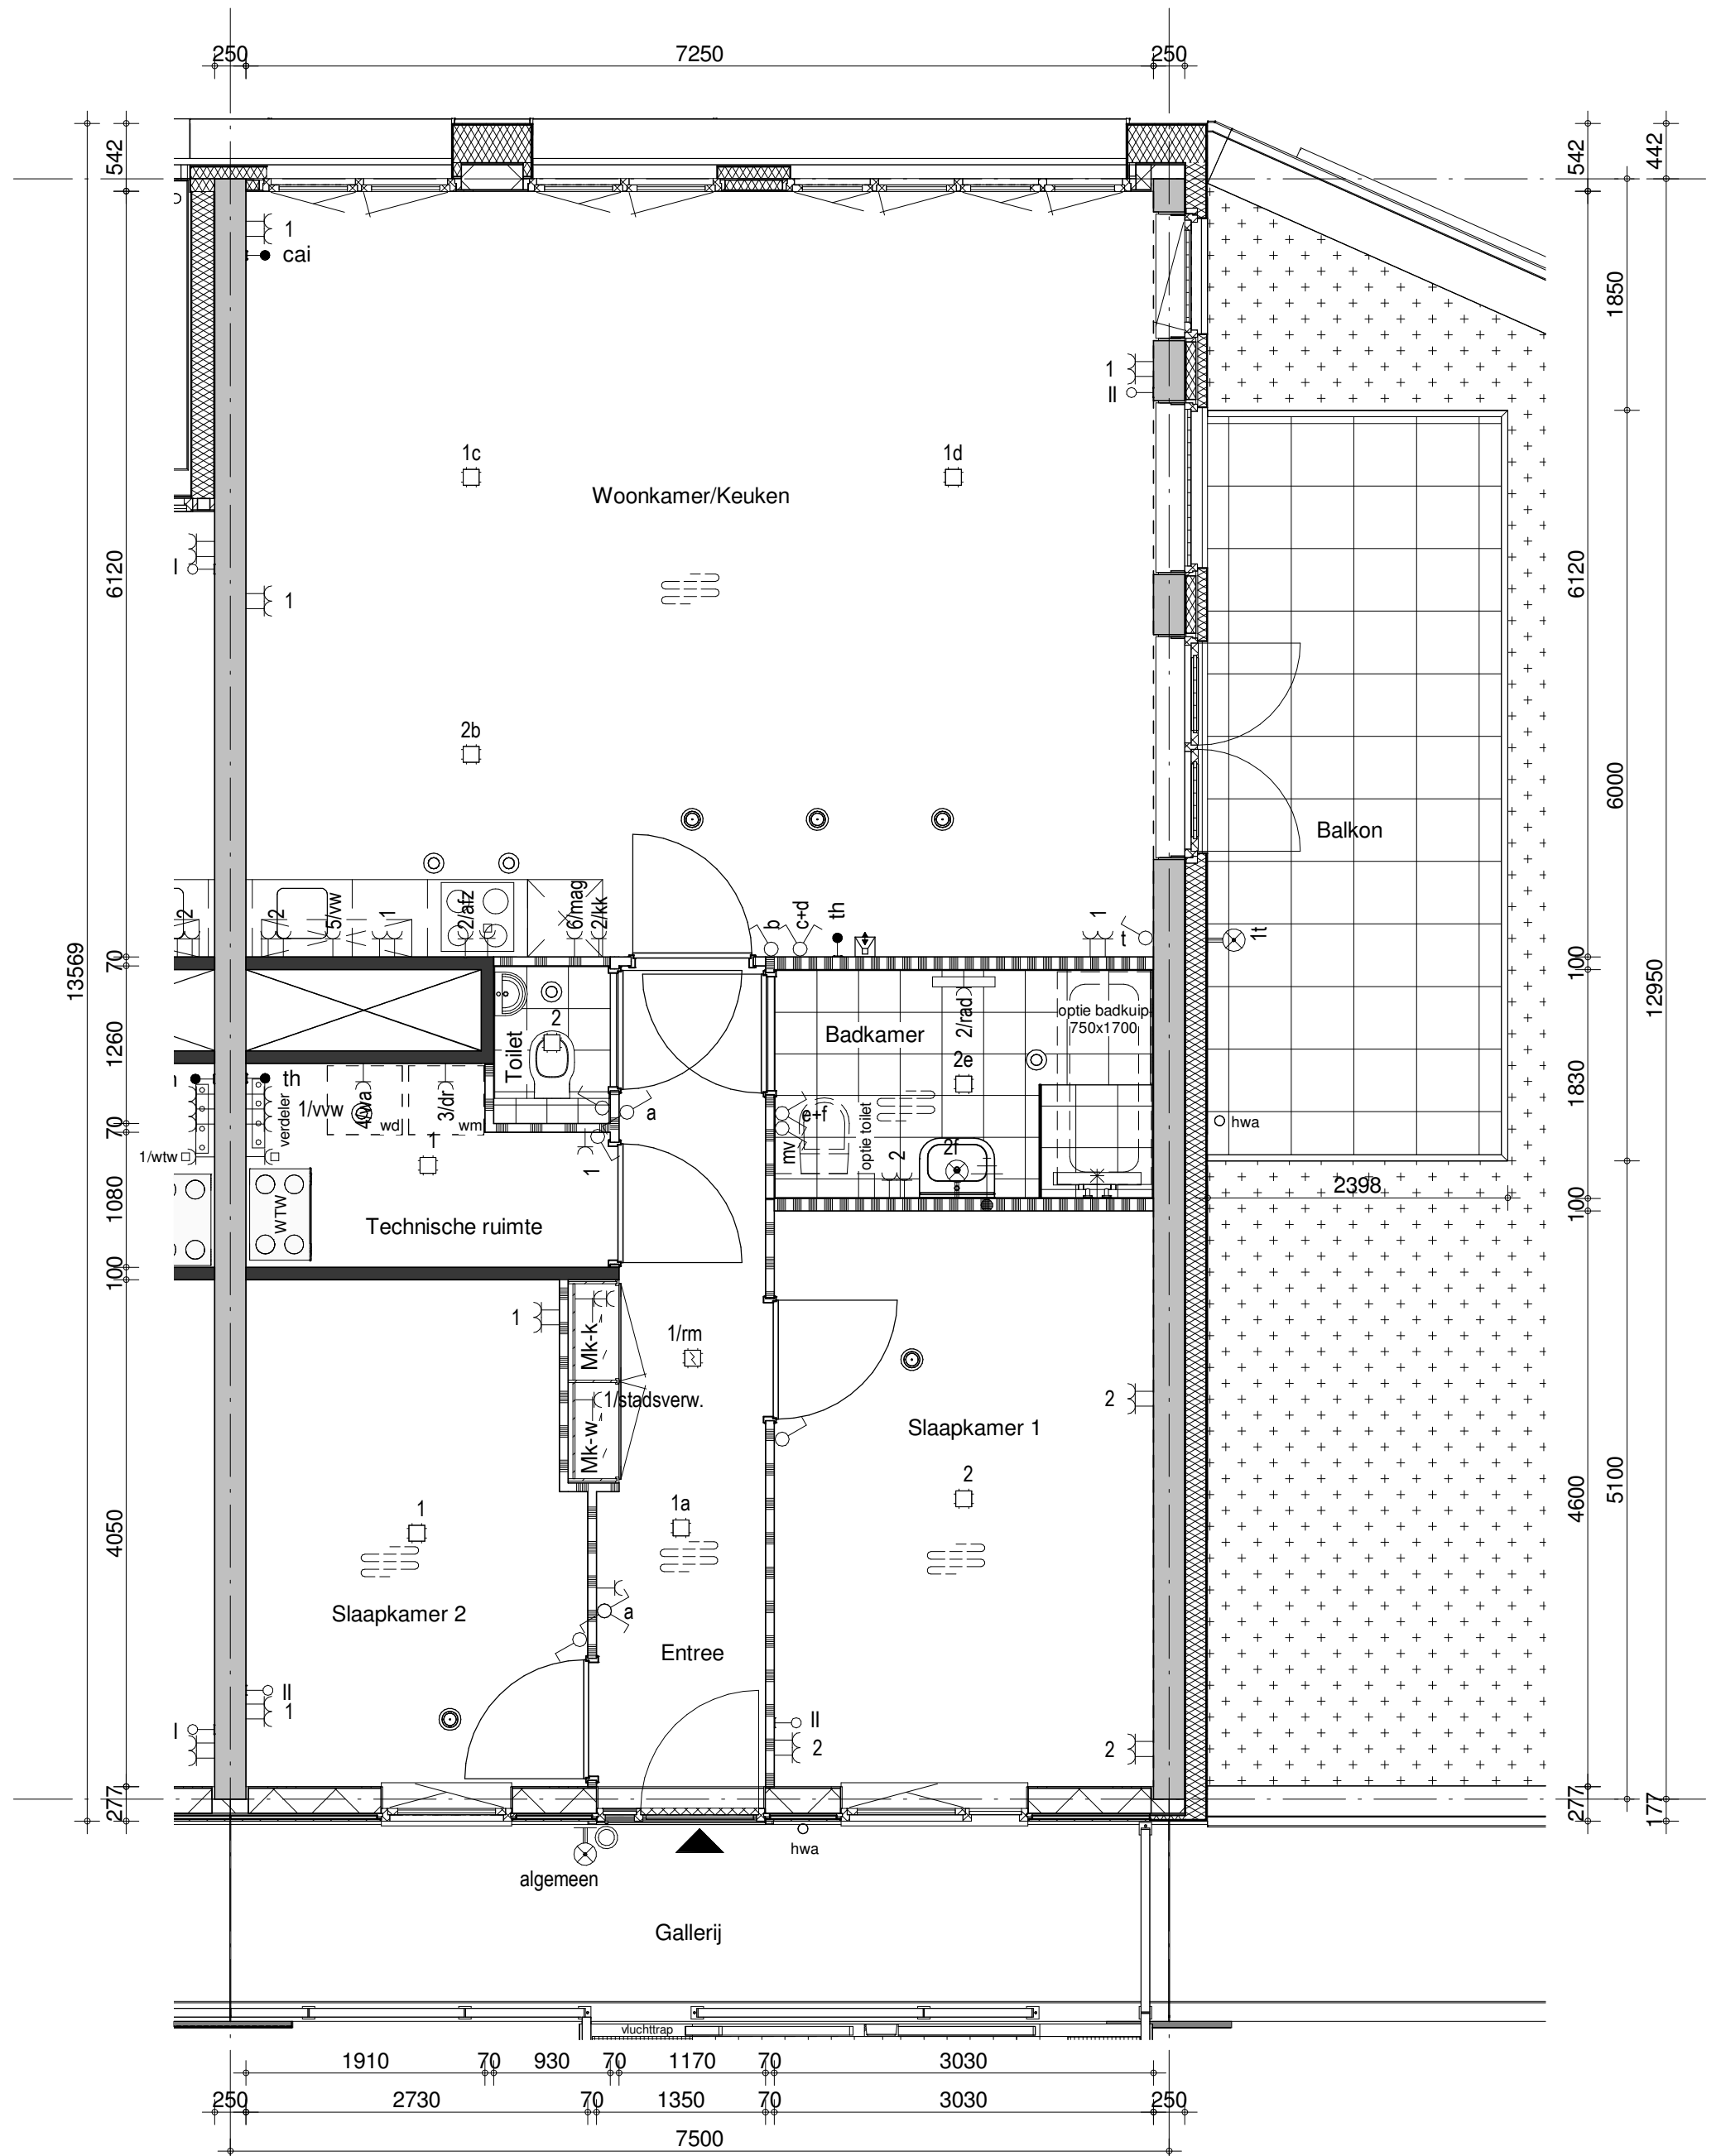 250
7250
250
542
542
442
1
cai
1850
1
II
1c
1d
Woonkamer/Keuken
6120
I
1
6120
2b
6000
Balkon
13569
12950
2
2
5/vw
1
2/afz
6/mag
2/kk
b
c+d
th
1
t
1t
70
100
1260
Toilet
2
Badkamer
2/rad
optie badkuip
750x1700
2e
th
1/vvw
verdeler
4/wa
wd
3/dr
wm
1
a
e+f
mv
optie toilet
2
2f
hwa
1830
70
1/wtw
1
1080
WTW
Technische ruimte
2398
100
100
1
Mk-k
1/rm
Mk-w
1/stadsverw.
2
Slaapkamer 1
2
4600
5100
4050
1
1a
Slaapkamer 2
a
Entree
II
1
I
II
2
2
277
277
177
algemeen
hwa
Gallerij
vluchttrap
1910
70
930
70
1170
70
3030
250
2730
70
1350
70
3030
250
7500